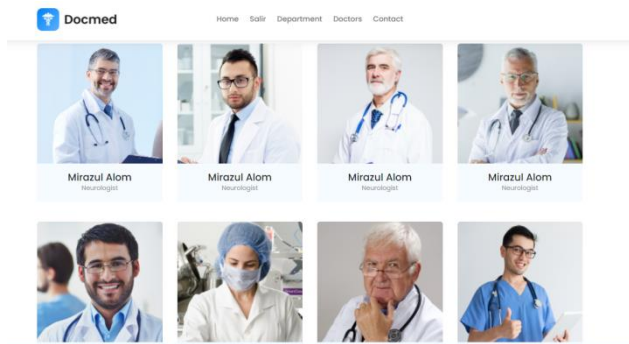 Docmed
Home Salir Department Doctors Contact
Mirazul Alom
Neurologist
Mirazul Alom
Neurologist
Mirazul Alom
Neurologist
Mirazul Alom
Neurologist